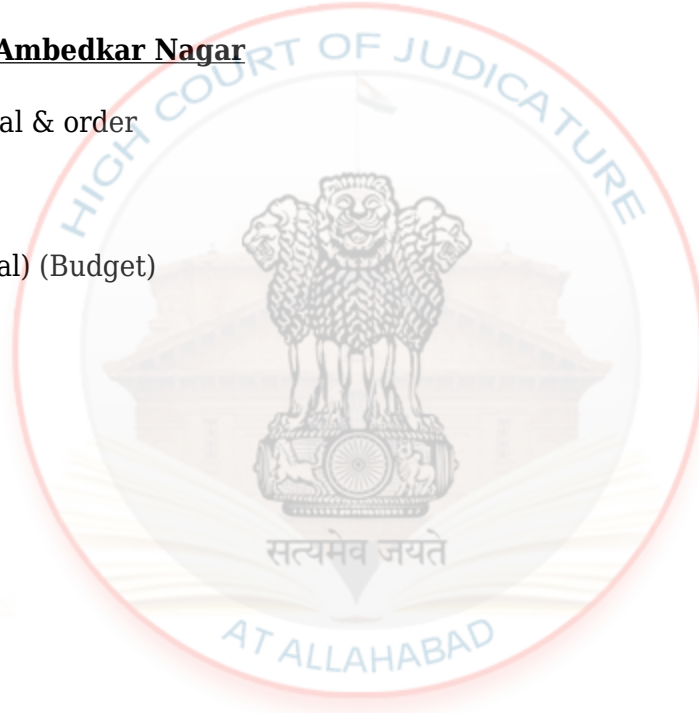 Ambedkar Nagar
al & order
al) (Budget)
HIGH COURT OF JUDICATURE
सत्यमेव जयते
AT ALLAHABAD